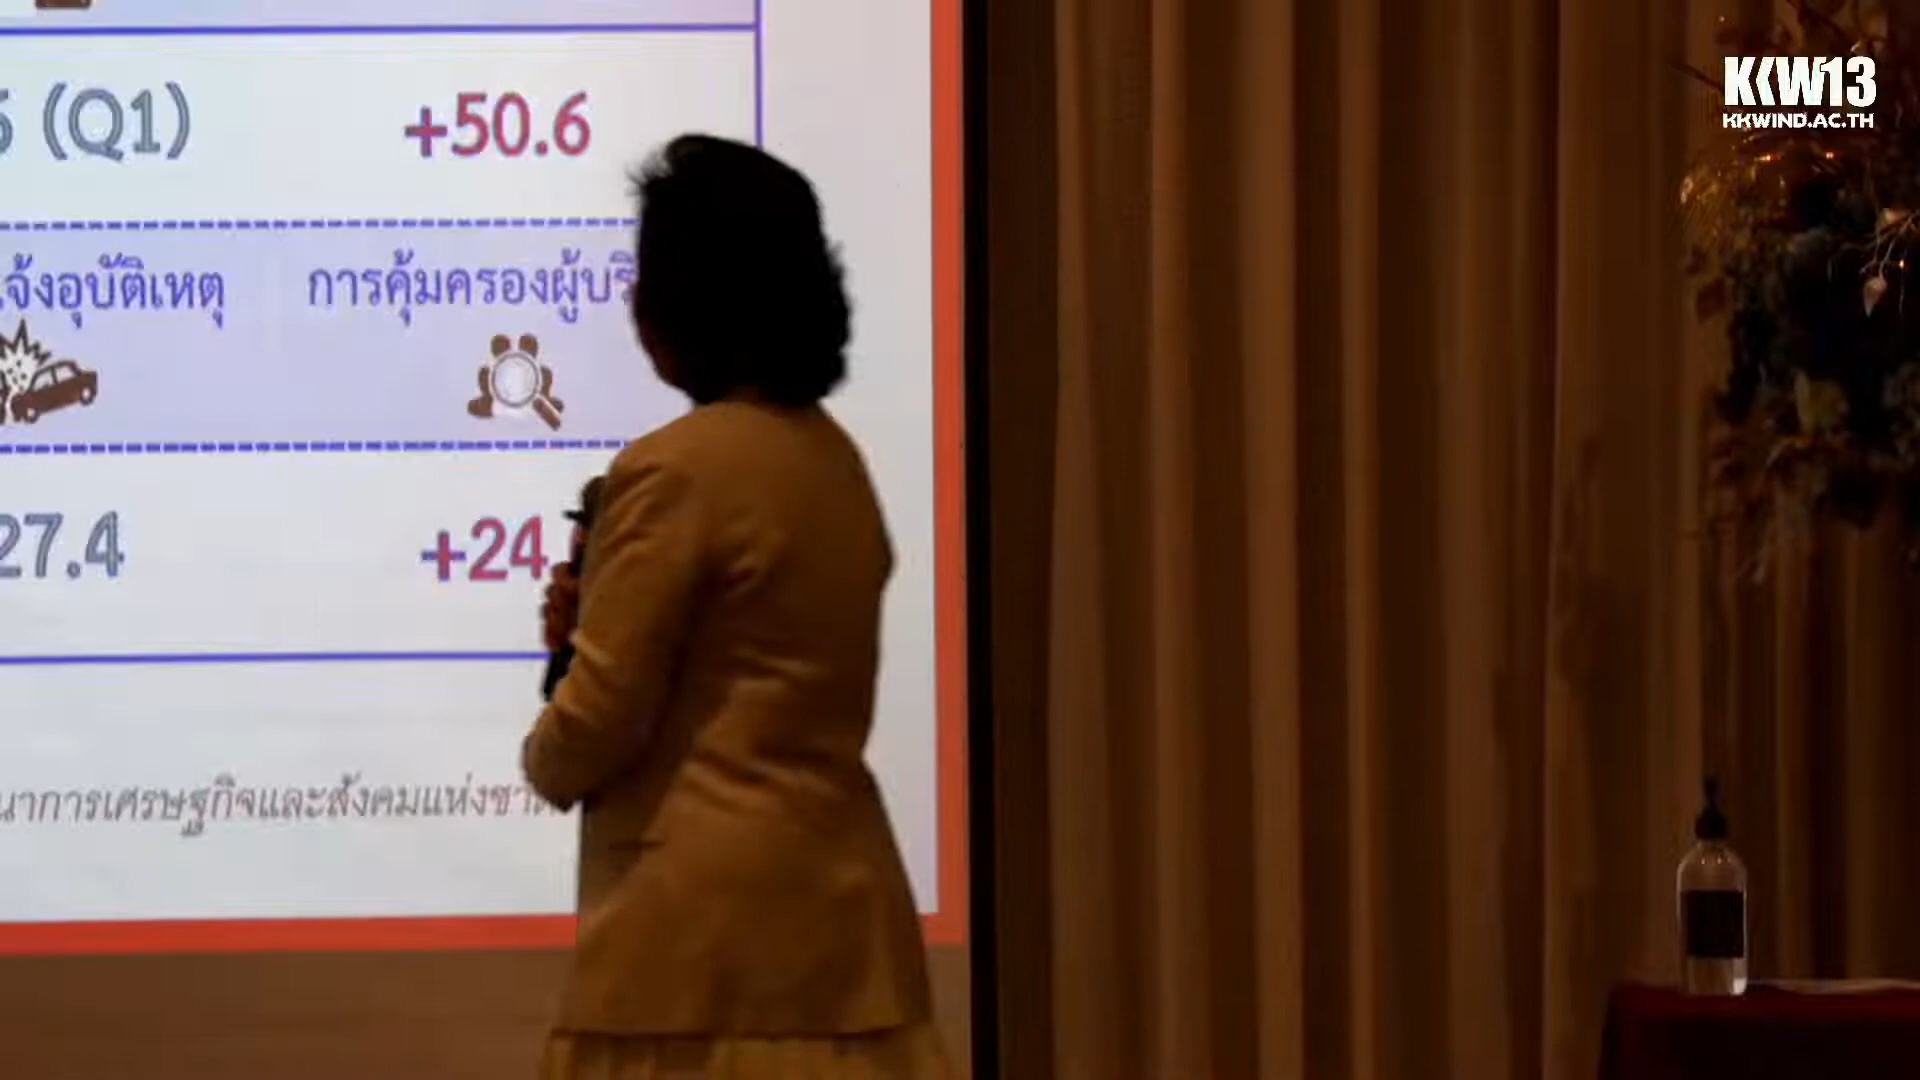 KKW13
KKWIND.AC.TH
(Q1) +50.6
แจ้งอุบัติเหตุ การคุ้มครองผู้บริ
27.4 +24.
นาการเศรษฐกิจและสังคมแห่งชาติ